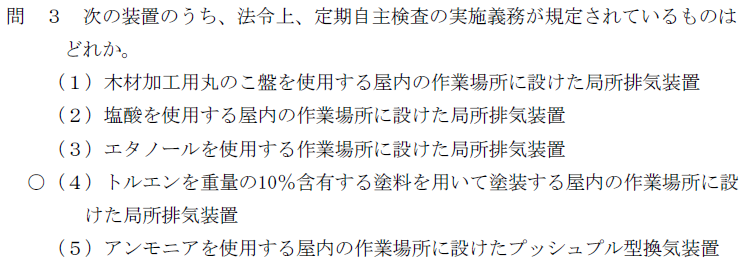 問　３　次の装置のうち、法令上、定期自主検査の実施義務が規定されているものは
どれか。
（１）木材加工用丸のこ盤を使用する屋内の作業場所に設けた局所排気装置
（２）塩酸を使用する屋内の作業場所に設けた局所排気装置
（３）エタノールを使用する作業場所に設けた局所排気装置
○（４）トルエンを重量の10％含有する塗料を用いて塗装する屋内の作業場所に設
けた局所排気装置
（５）アンモニアを使用する屋内の作業場所に設けたプッシュプル型換気装置